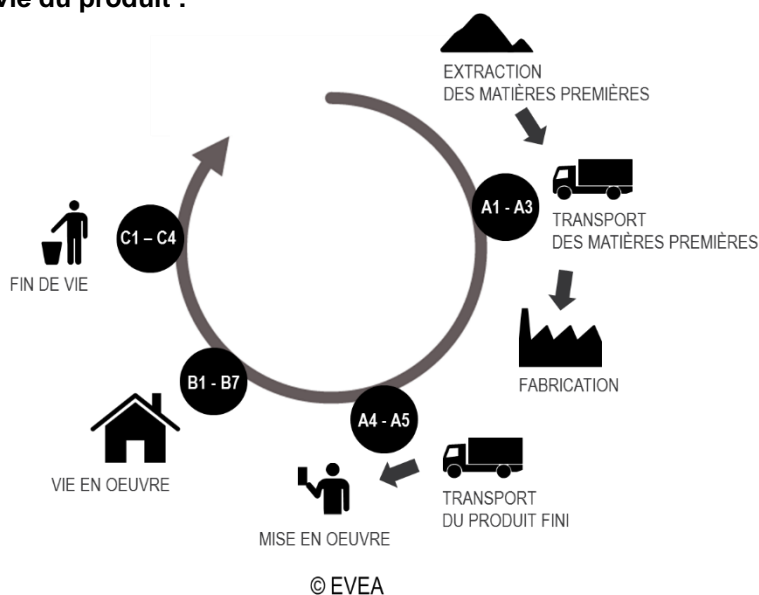 vie du produit :
EXTRACTION
DES MATIÈRES PREMIÈRES
A1 - A3
TRANSPORT
DES MATIÈRES PREMIÈRES
FABRICATION
A4 - A5
TRANSPORT
DU PRODUIT FINI
MISE EN OEUVRE
B1 - B7
VIE EN OEUVRE
C1 – C4
FIN DE VIE
© EVEA